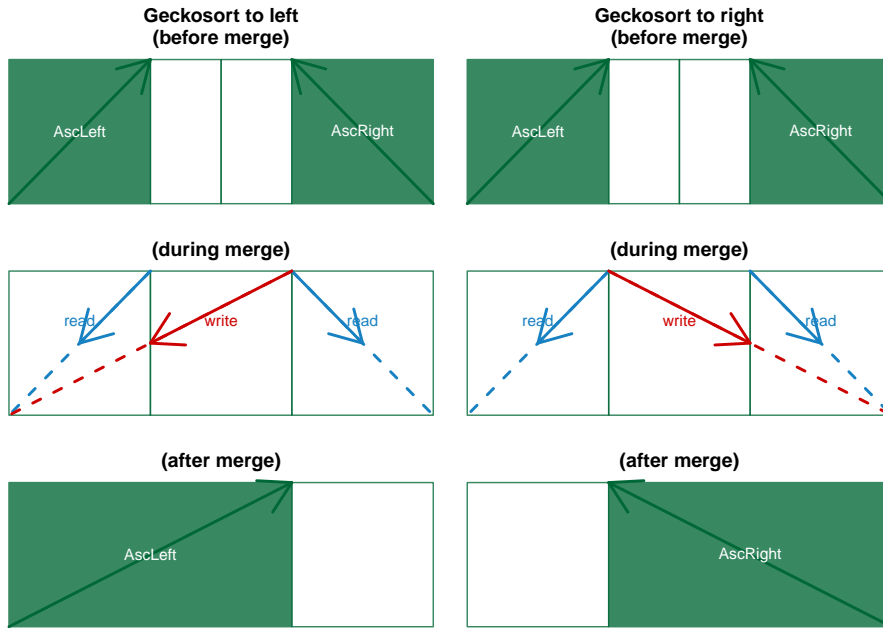 Geckosort to left
(before merge)
Geckosort to right
(before merge)
AscLeft
AscRight
AscLeft
AscRight
(during merge)
(during merge)
read
write
read
read
write
read
(after merge)
(after merge)
AscLeft
AscRight